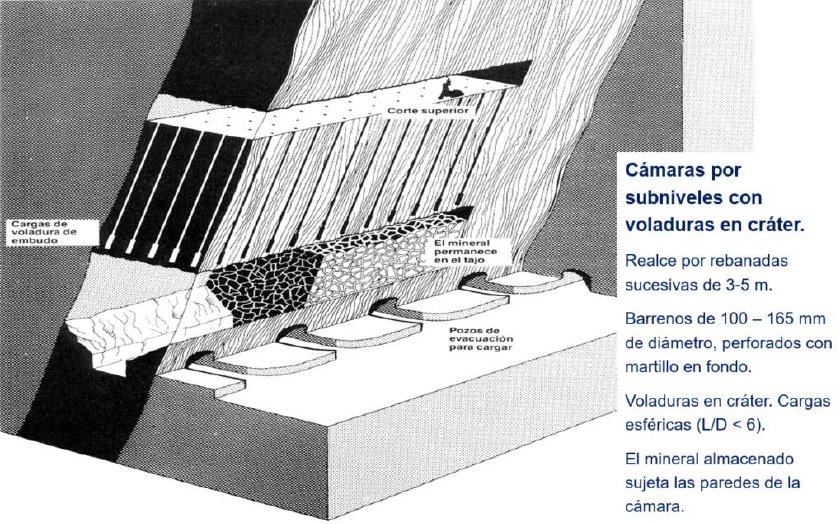 Corte superior
Cargas de
voladura de
embudo
El mineral
permanece
en el tajo
Pozos de
evacuación
para cargar
Cámaras por
subniveles con
voladuras en cráter.
Realce por rebanadas
sucesivas de 3-5 m.
Barrenos de 100 – 165 mm
de diámetro, perforados con
martillo en fondo.
Voladuras en cráter. Cargas
esféricas (L/D < 6).
El mineral almacenado
sujeta las paredes de la
cámara.